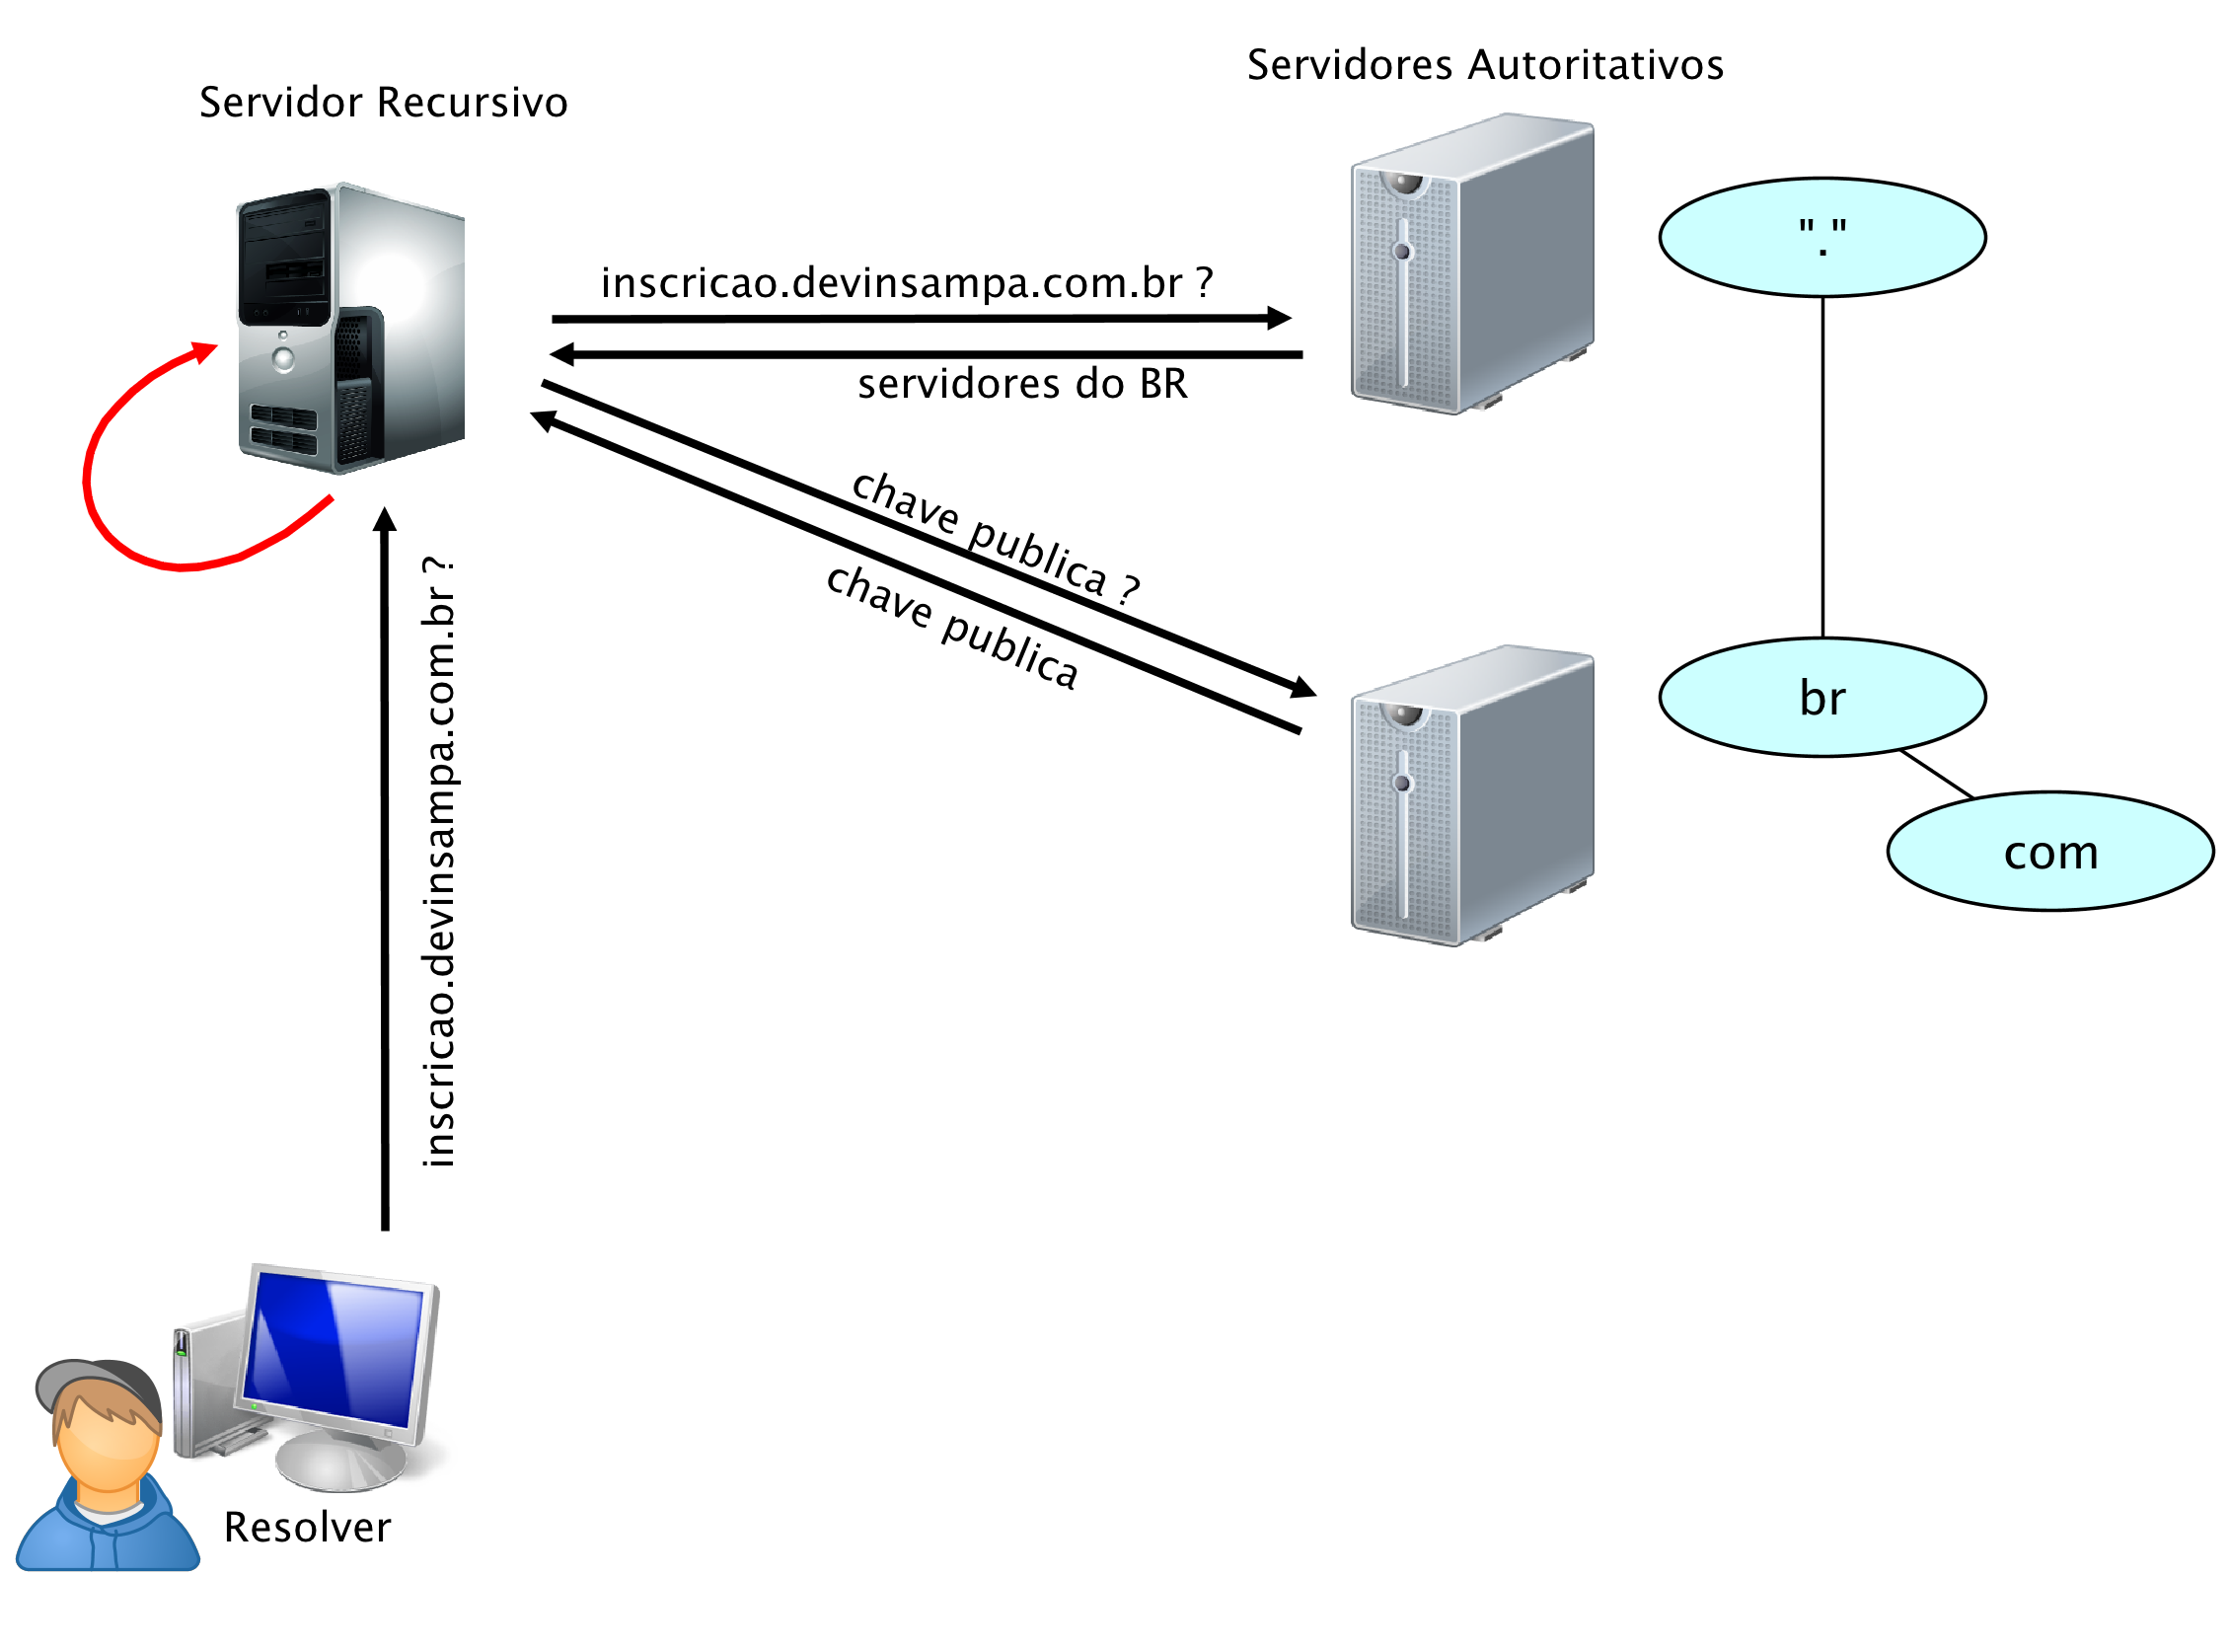 Servidores Autoritativos
Servidor Recursivo
"."
inscricao.devinsampa.com.br ?
servidores do BR
chave publica ?
chave publica
inscricao.devinsampa.com.br ?
br
com
Resolver